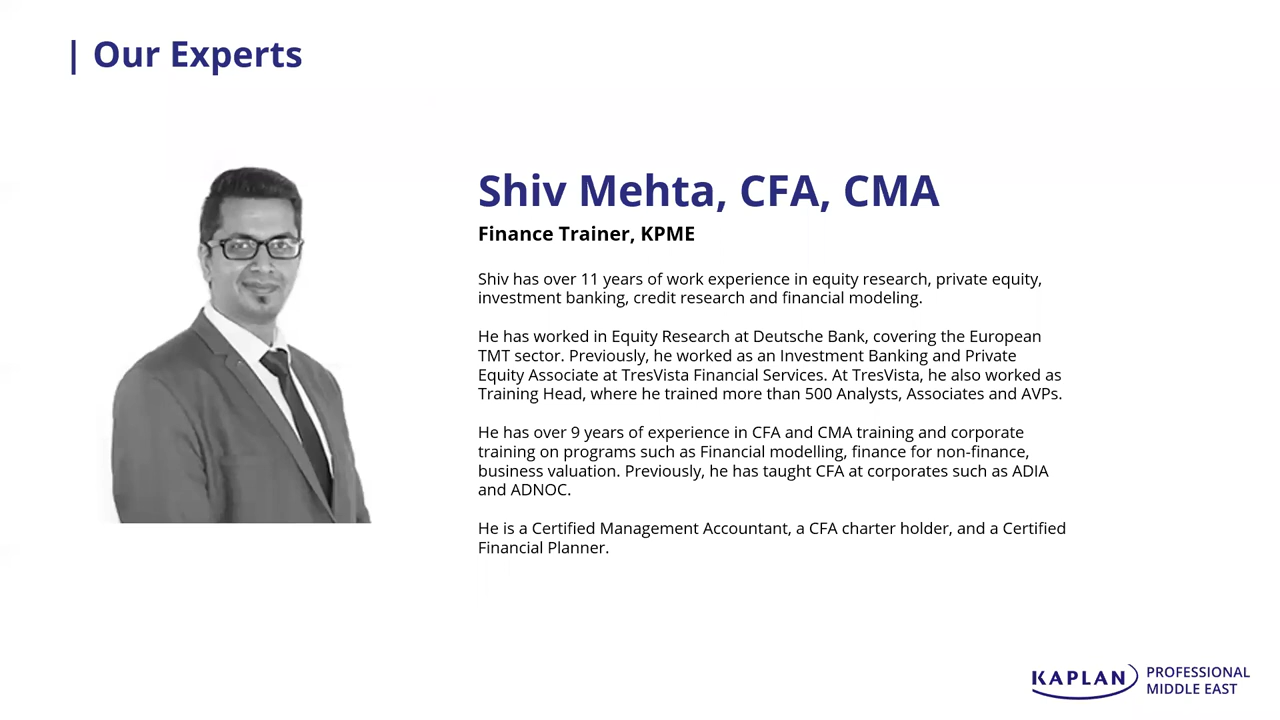 | Our Experts
Shiv Mehta, CFA, CMA
Finance Trainer, KPME
Shiv has over 11 years of work experience in equity research, private equity,
investment banking, credit research and financial modeling.
He has worked in Equity Research at Deutsche Bank, covering the European
TMT sector. Previously, he worked as an Investment Banking and Private
Equity Associate at TresVista Financial Services. At TresVista, he also worked as
Training Head, where he trained more than 500 Analysts, Associates and AVPs.
He has over 9 years of experience in CFA and CMA training and corporate
training on programs such as Financial modelling, finance for non-finance,
business valuation. Previously, he has taught CFA at corporates such as ADIA
and ADNOC.
He is a Certified Management Accountant, a CFA charter holder, and a Certified
Financial Planner.
KAPLAN PROFESSIONAL
MIDDLE EAST